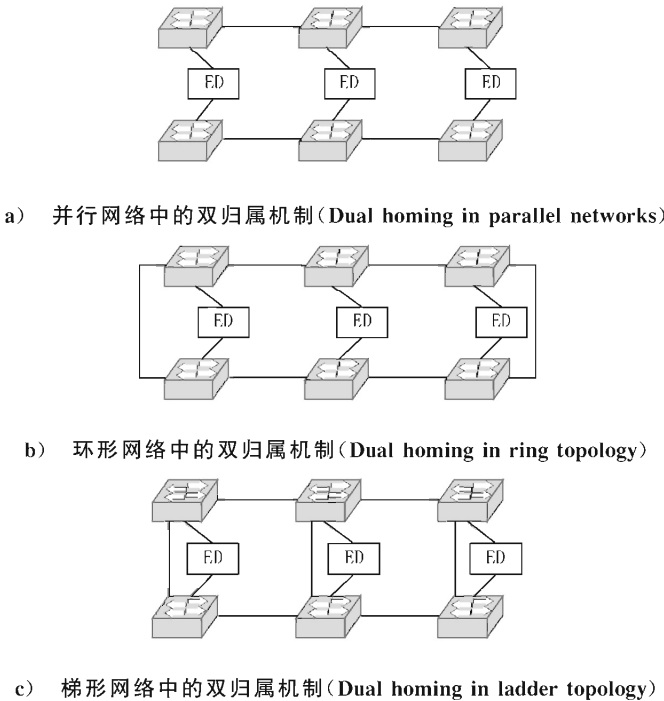 ED ED ED
a) 并行网络中的双归属机制(Dual homing in parallel networks)
ED ED ED
b) 环形网络中的双归属机制(Dual homing in ring topology)
ED ED ED
c) 梯形网络中的双归属机制(Dual homing in ladder topology)